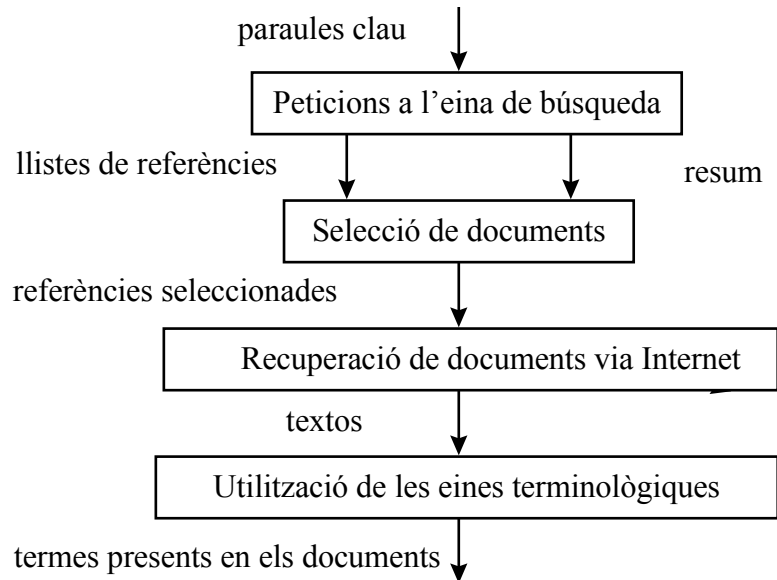 paraules clau
Peticions a l’eina de búsqueda
llistes de referències
resum
Selecció de documents
referències seleccionades
Recuperació de documents via Internet
textos
Utilització de les eines terminològiques
termes presents en els documents